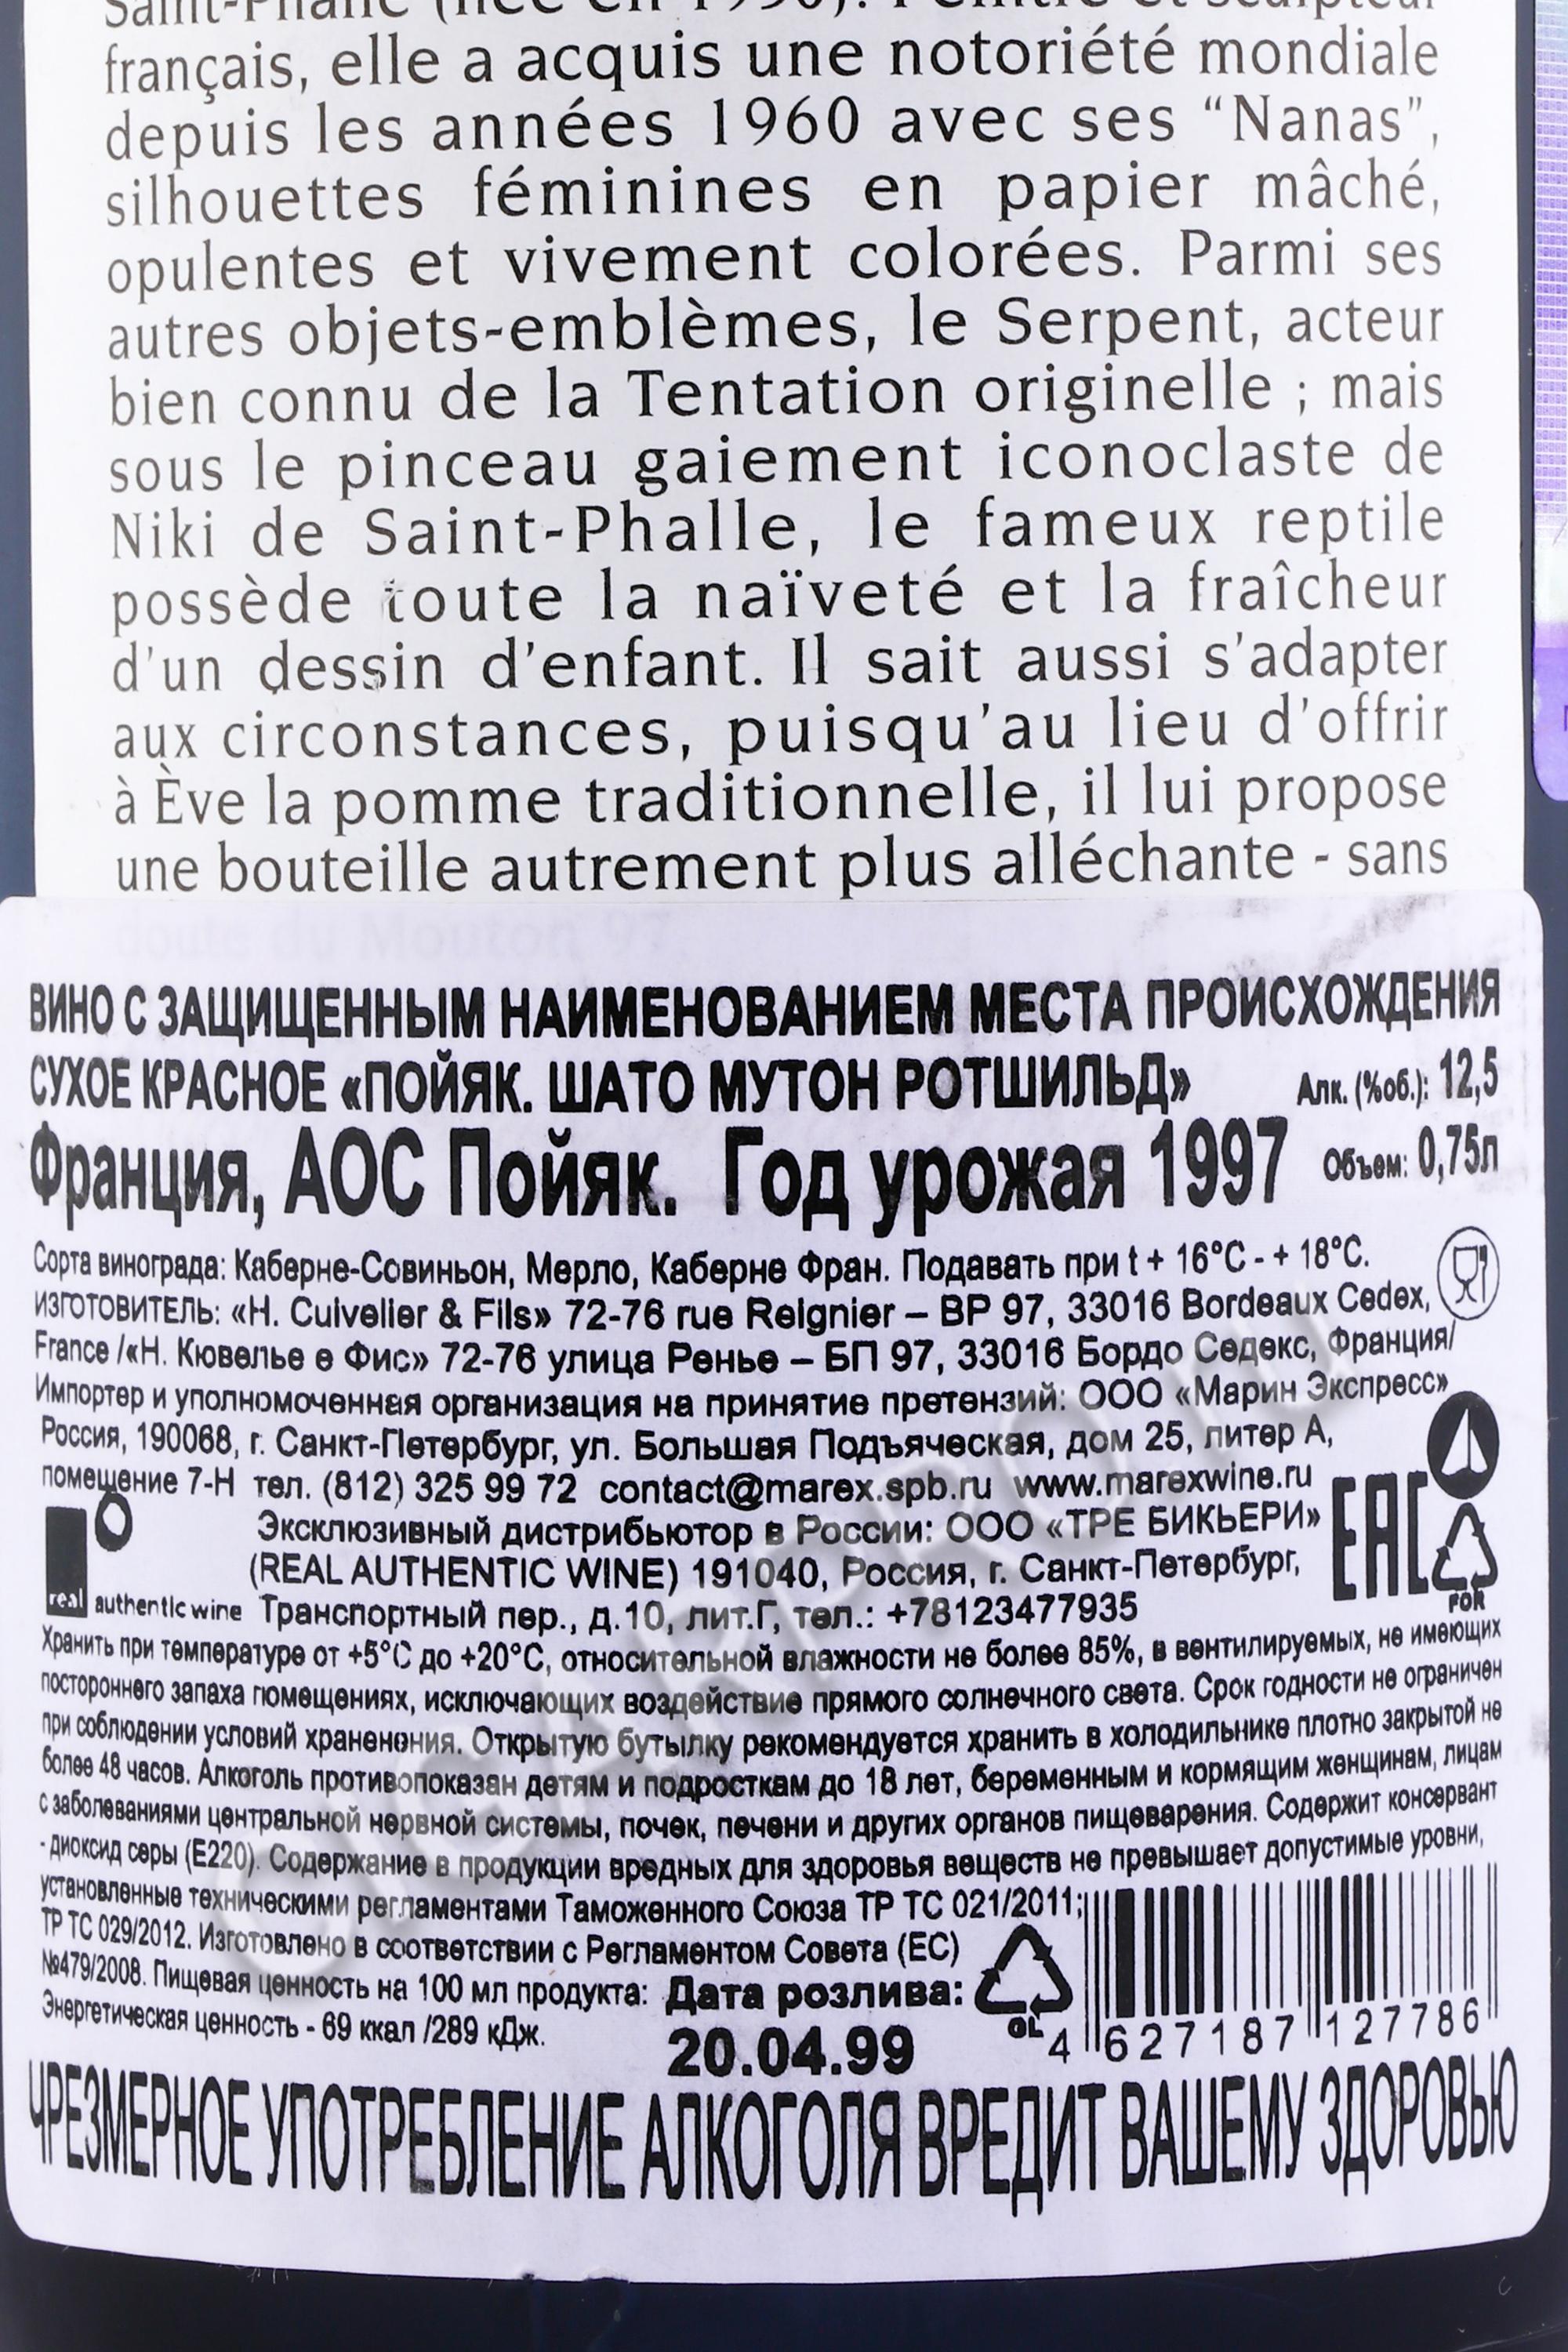 Saint-Phalle (née en 1930). Peintre et sculpteur
français, elle a acquis une notoriété mondiale
depuis les années 1960 avec ses “Nanas”,
silhouettes féminines en papier mâché,
opulentes et vivement colorées. Parmi ses
autres objets-emblèmes, le Serpent, acteur
bien connu de la Tentation originelle ; mais
sous le pinceau gaiement iconoclaste de
Niki de Saint-Phalle, le fameux reptile
possède toute la naïveté et la fraîcheur
d'un dessin d'enfant. Il sait aussi s'adapter
aux circonstances, puisqu'au lieu d'offrir
à Ève la pomme traditionnelle, il lui propose
une bouteille autrement plus alléchante - sans
doute du Mouton 97.
ВИНО С ЗАЩИЩЕННЫМ НАИМЕНОВАНИЕМ МЕСТА ПРОИСХОЖДЕНИЯ
СУХОЕ КРАСНОЕ «ПОЙЯК. ШАТО МУТОН РОТШИЛЬД» Алк. (%об.): 12,5
Франция, АОС Пойяк. Год урожая 1997 Объем: 0,75л
Сорта винограда: Каберне-Совиньон, Мерло, Каберне Фран. Подавать при t + 16°C - + 18°C.
ИЗГОТОВИТЕЛЬ: «H. Cuivelier & Fils» 72-76 rue Reignier – BP 97, 33016 Bordeaux Cedex,
France /«Н. Кювелье e Фис» 72-76 улица Ренье – БП 97, 33016 Бордо Седекс, Франция/
Импортер и уполномоченная организация на принятие претензий: ООО «Марин Экспресс»
Россия, 190068, г. Санкт-Петербург, ул. Большая Подъяческая, дом 25, литер А,
помещение 7-Н тел. (812) 325 99 72 contact@marex.spb.ru www.marexwine.ru
Эксклюзивный дистрибьютор в России: ООО «ТРЕ БИКЬЕРИ»
(REAL AUTHENTIC WINE) 191040, Россия, г. Санкт-Петербург,
real authentic wine Транспортный пер., д.10, лит.Г, тел.: +78123477935
EAC
FOR
Хранить при температуре от +5°C до +20°C, относительной влажности не более 85%, в вентилируемых, не имеющих
постороннего запаха помещениях, исключающих воздействие прямого солнечного света. Срок годности не ограничен
при соблюдении условий храненения. Открытую бутылку рекомендуется хранить в холодильнике плотно закрытой не
более 48 часов. Алкоголь противопоказан детям и подросткам до 18 лет, беременным и кормящим женщинам, лицам
с заболеваниями центральной нервной системы, почек, печени и других органов пищеварения. Содержит консервант
- диоксид серы (E220). Содержание в продукции вредных для здоровья веществ не превышает допустимые уровни,
установленные техническими регламентами Таможенного Союза ТР ТС 021/2011;
ТР ТС 029/2012. Изготовлено в соответствии с Регламентом Совета (ЕС)
№479/2008. Пищевая ценность на 100 мл продукта: Дата розлива:
Энергетическая ценность - 69 ккал /289 кДж. 20.04.99
GL
4 627187 127786
ЧРЕЗМЕРНОЕ УПОТРЕБЛЕНИЕ АЛКОГОЛЯ ВРЕДИТ ВАШЕМУ ЗДОРОВЬЮ
CIGARPRO.ru